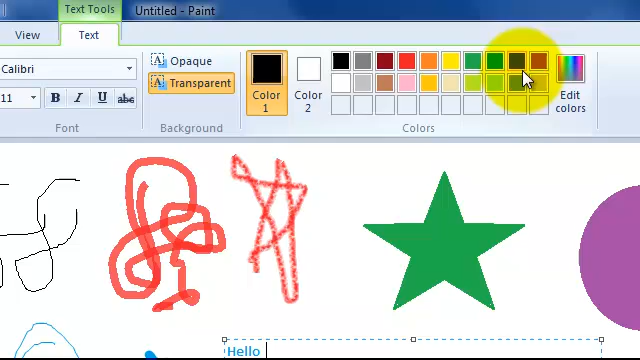 Text Tools
Untitled - Paint
View
Text
Calibri
Opaque
Transparent
11
B
I
U
abc
Color
1
Color
2
Edit
colors
Font
Background
Colors
Hello